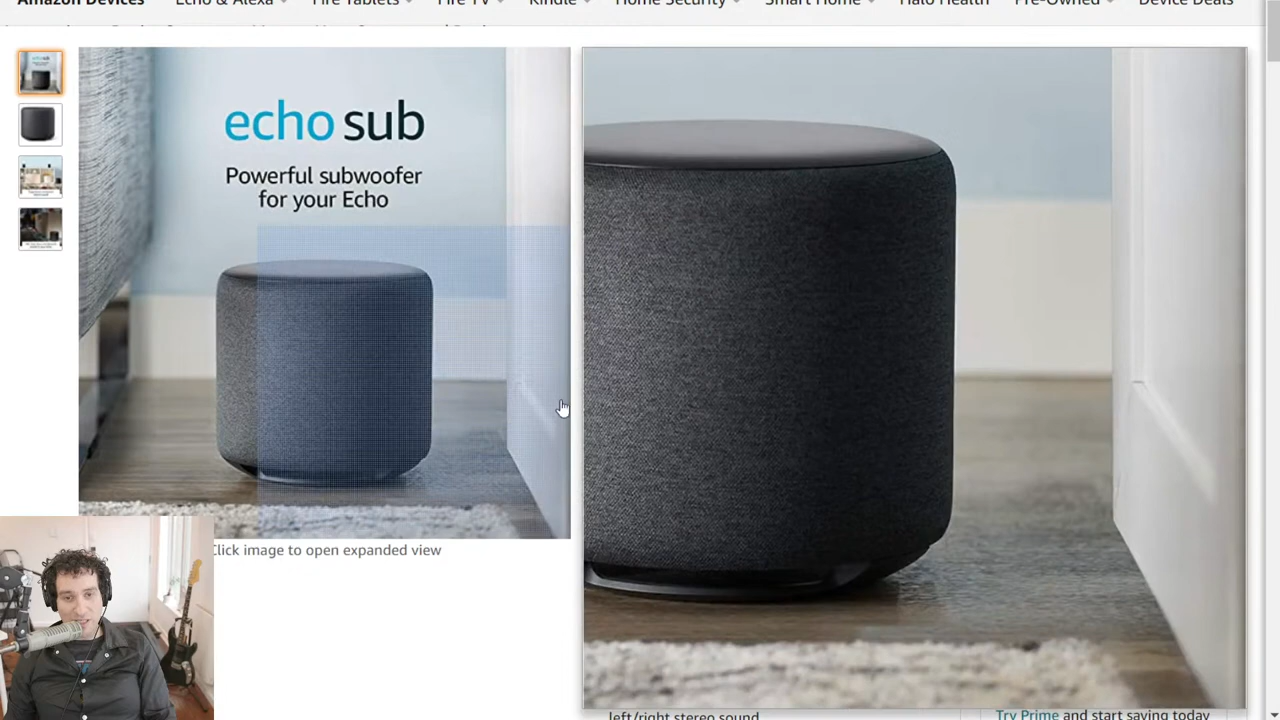 Amazon Devices Echo & Alexa Fire Tablets Fire TV Kindle Home Security Smart Home Halo Health Pre-Owned Device Deals
echo sub
Powerful subwoofer
for your Echo
Click image to open expanded view
left/right stereo sound
Try Prime and start saving today